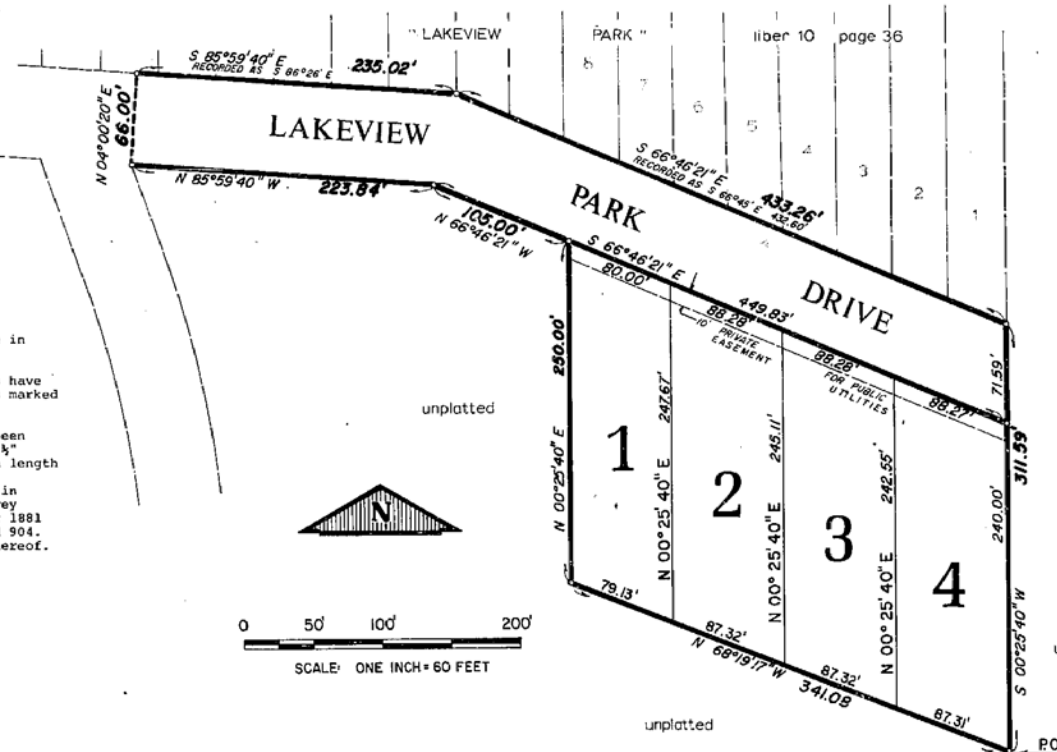 "LAKEVIEW PARK" liber 10 page 36
8
7
6
5
4
3
2
1
S 85°59'40" E 235.02'
RECORDED AS S 86°26' E
N 04°00'20" E
66.00'
LAKEVIEW
PARK
DRIVE
N 85°59'40" W 223.84'
105.00'
N 66°46'21" W
S 66°46'21" E 433.26'
RECORDED AS S 66°45' E 432.60'
A
S 66°46'21" E
449.83'
80.00'
88.28'
88.28'
88.27'
10' PRIVATE
EASEMENT
FOR PUBLIC
UTILITIES
71.59'
311.59'
240.00'
S 00°25'40" W
250.00'
N 00°25'40" E
247.67'
N 00°25'40" E
245.11'
N 00°25'40" E
242.55'
N 00°25'40" E
1
2
3
4
79.13'
87.32'
87.32'
87.31'
N 68°19'17" W
341.08
unplatted
unplatted
in
have
marked
een
½"
length
in
ey
1881
904.
ereof.
N
0 50' 100' 200'
SCALE: ONE INCH = 60 FEET
u
PO